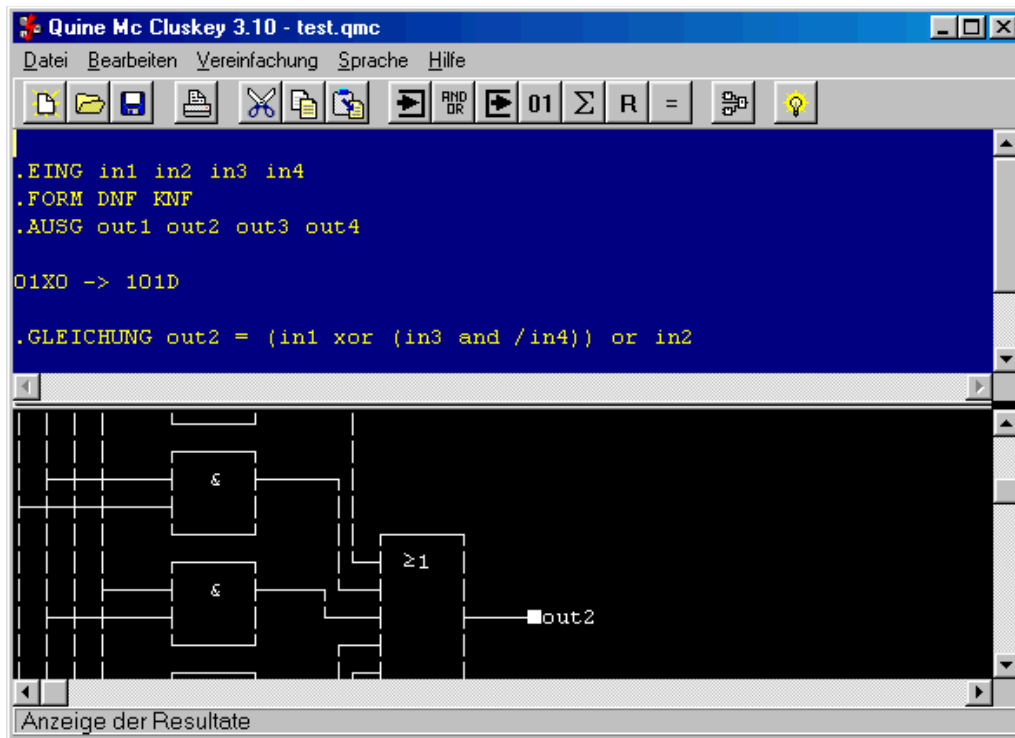 Quine Mc Cluskey 3.10 - test.qmc
Datei Bearbeiten Vereinfachung Sprache Hilfe
AND OR 01 Σ R =
.EING in1 in2 in3 in4
.FORM DNF KNF
.AUSG out1 out2 out3 out4
01X0 -> 101D
.GLEICHUNG out2 = (in1 xor (in3 and /in4)) or in2
&
≥1
&
out2
Anzeige der Resultate